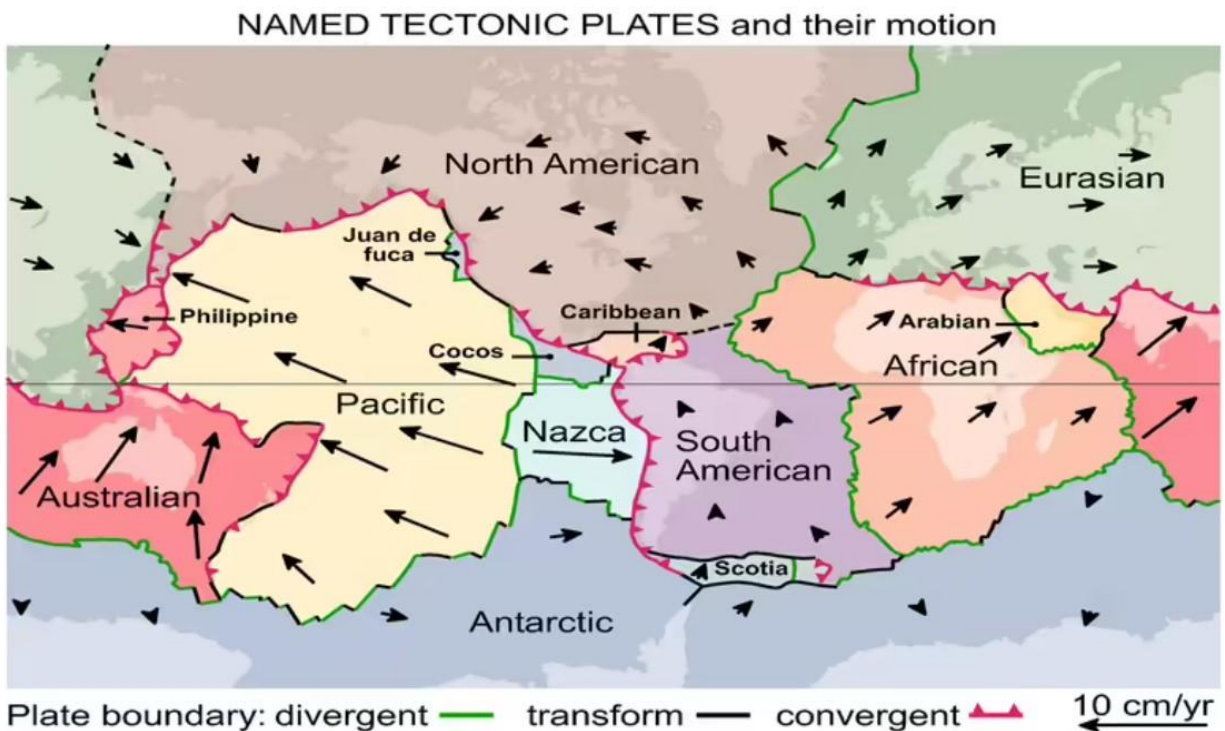 NAMED TECTONIC PLATES and their motion
North American
Eurasian
Juan de
fuca
Philippine
Caribbean
Arabian
Cocos
African
Pacific
Nazca
South
American
Australian
Scotia
Antarctic
Plate boundary: divergent transform convergent 10 cm/yr